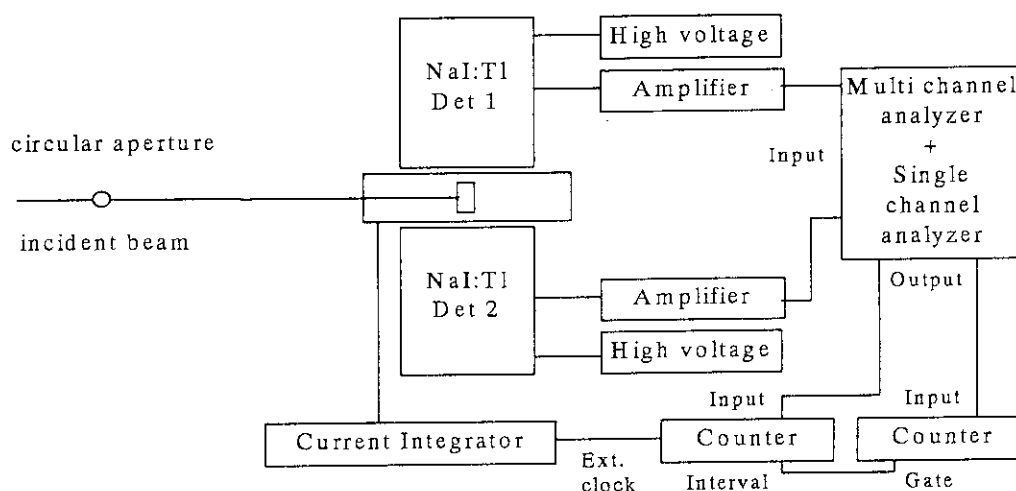 High voltage
NaI:Tl
Det 1
Amplifier
Multi channel
analyzer
+
Single
channel
analyzer
circular aperture
Input
incident beam
NaI:Tl
Det 2
Output
Amplifier
High voltage
Input
Input
Current Integrator
Counter
Counter
Ext.
clock
Interval
Gate